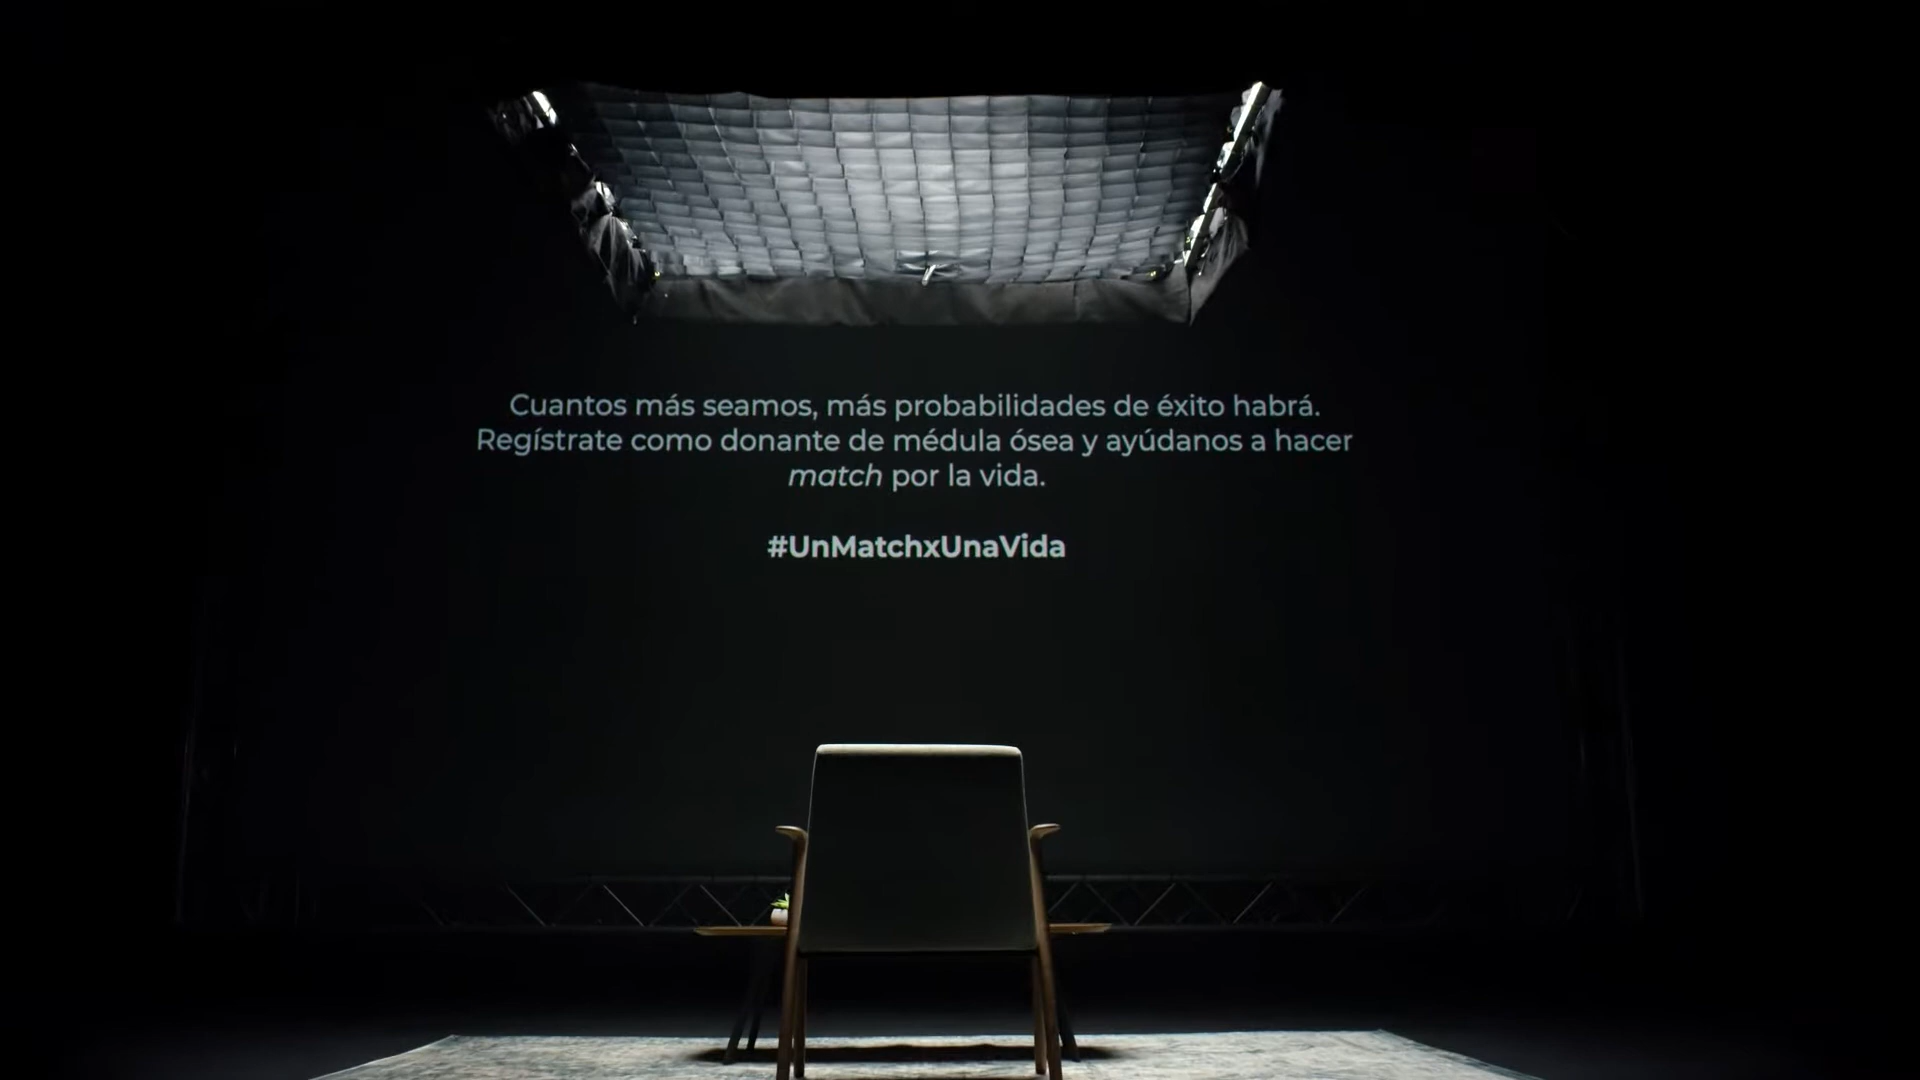 Cuantos más seamos, más probabilidades de éxito habrá.
Regístrate como donante de médula ósea y ayúdanos a hacer
match por la vida.
#UnMatchxUnaVida